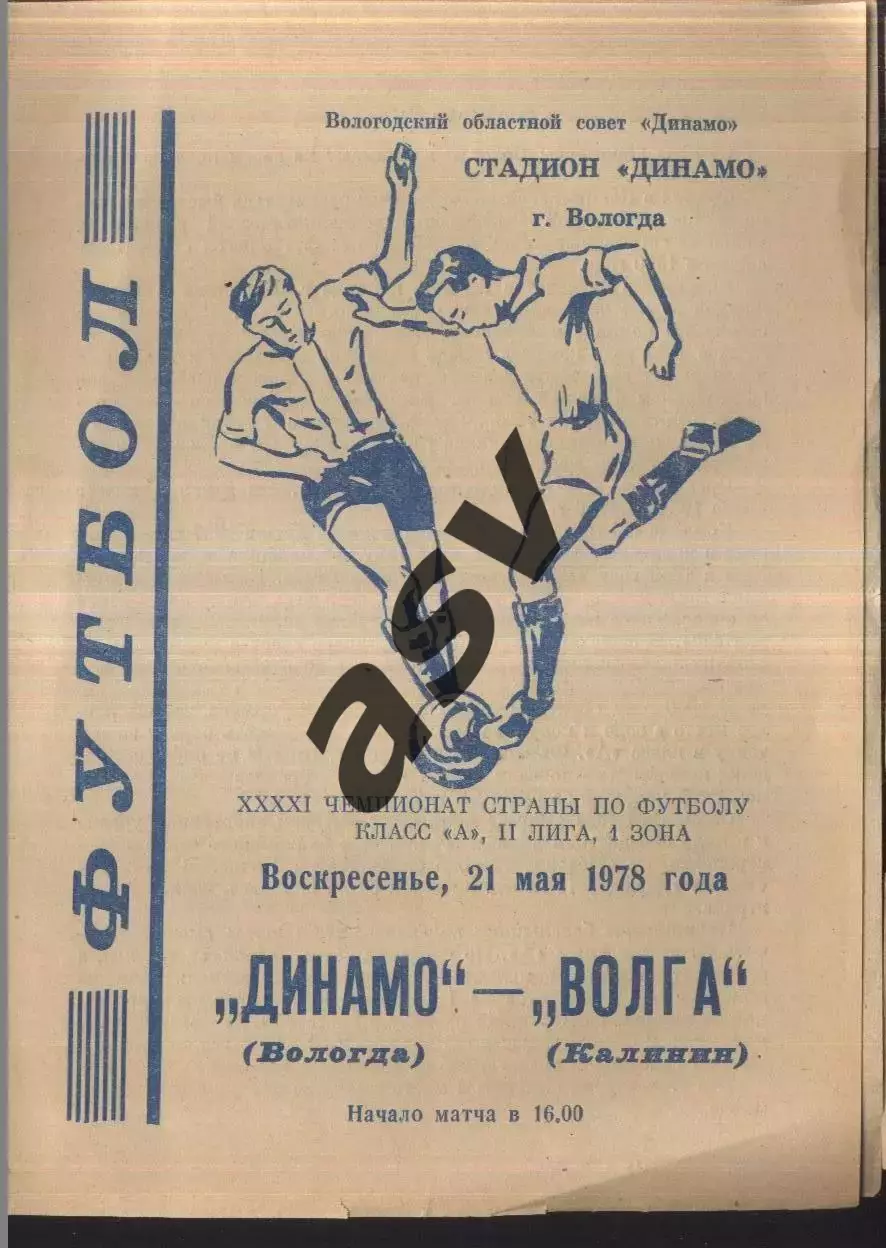 ФУТБОЛ
Вологодский областной совет «Динамо»
СТАДИОН «ДИНАМО»
г. Вологда
asv
XXXXI ЧЕМПИОНАТ СТРАНЫ ПО ФУТБОЛУ
КЛАСС «А», II ЛИГА, 1 ЗОНА
Воскресенье, 21 мая 1978 года
„ДИНАМО“ — „ВОЛГА“
(Вологда) (Калинин)
Начало матча в 16.00